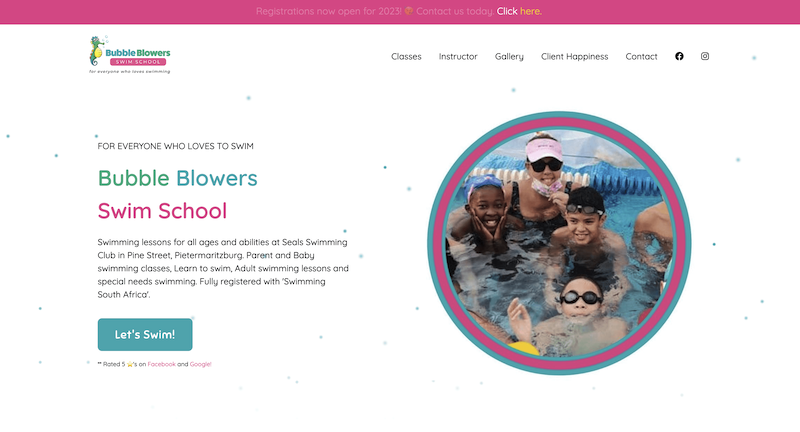 Registrations now open for 2023! Contact us today. Click here.
Bubble Blowers
SWIM SCHOOL
for everyone who loves swimming
Classes Instructor Gallery Client Happiness Contact
FOR EVERYONE WHO LOVES TO SWIM
Bubble Blowers
Swim School
Swimming lessons for all ages and abilities at Seals Swimming
Club in Pine Street, Pietermaritzburg. Parent and Baby
swimming classes, Learn to swim, Adult swimming lessons and
special needs swimming. Fully registered with 'Swimming
South Africa'.
Let's Swim!
** Rated 5 ⭐'s on Facebook and Google!